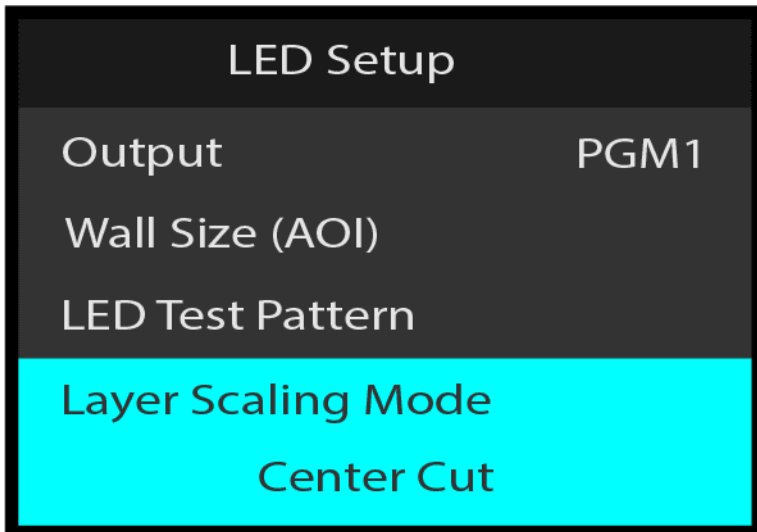 LED Setup
Output PGM1
Wall Size (AOI)
LED Test Pattern
Layer Scaling Mode
Center Cut